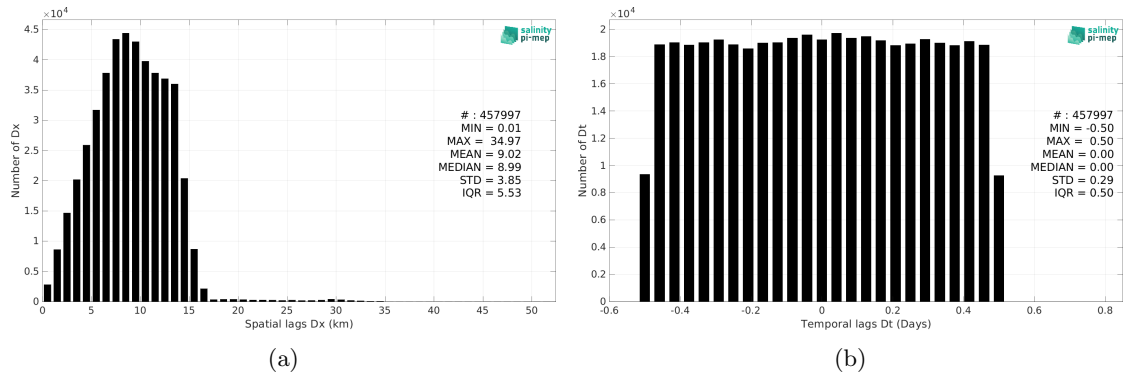 ×10⁴
4.5
4
3.5
3
2.5
2
1.5
1
0.5
0
Number of Dx
0 5 10 15 20 25 30 35 40 45 50
Spatial lags Dx (km)
salinity
pi-mep
# : 457997
MIN = 0.01
MAX = 34.97
MEAN = 9.02
MEDIAN = 8.99
STD = 3.85
IQR = 5.53
(a)
×10⁴
2
1.8
1.6
1.4
1.2
1
0.8
0.6
0.4
0.2
0
Number of Dt
-0.6 -0.4 -0.2 0 0.2 0.4 0.6 0.8
Temporal lags Dt (Days)
salinity
pi-mep
# : 457997
MIN = -0.50
MAX = 0.50
MEAN = 0.00
MEDIAN = 0.00
STD = 0.29
IQR = 0.50
(b)